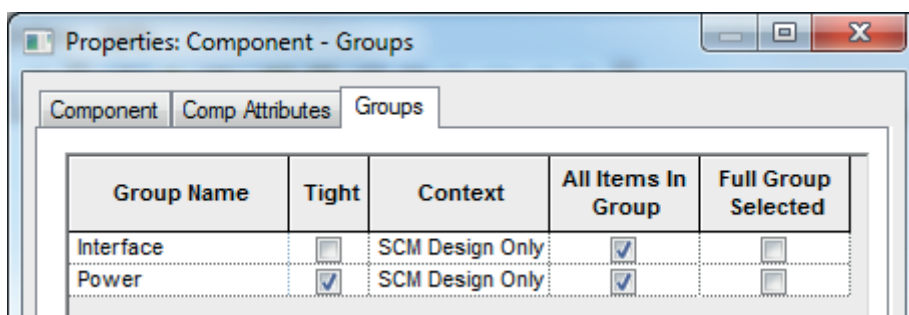 Properties: Component - Groups
Component Comp Attributes Groups
Group Name Tight Context All Items In Group Full Group Selected
Interface SCM Design Only
Power SCM Design Only